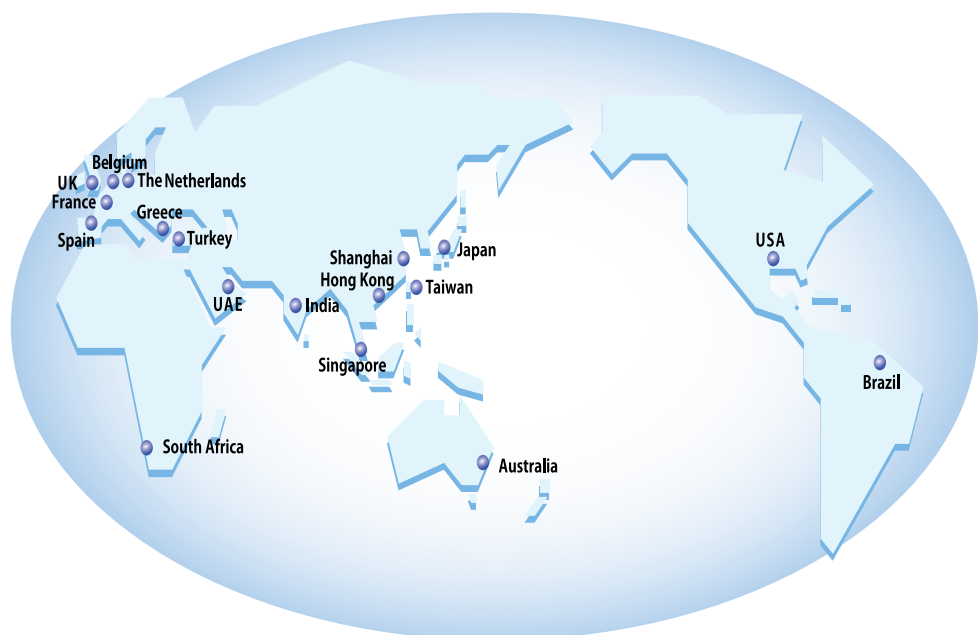 Belgium
UK
The Netherlands
France
Greece
Spain
Turkey
Shanghai
Japan
USA
Hong Kong
Taiwan
UAE
India
Singapore
Brazil
South Africa
Australia